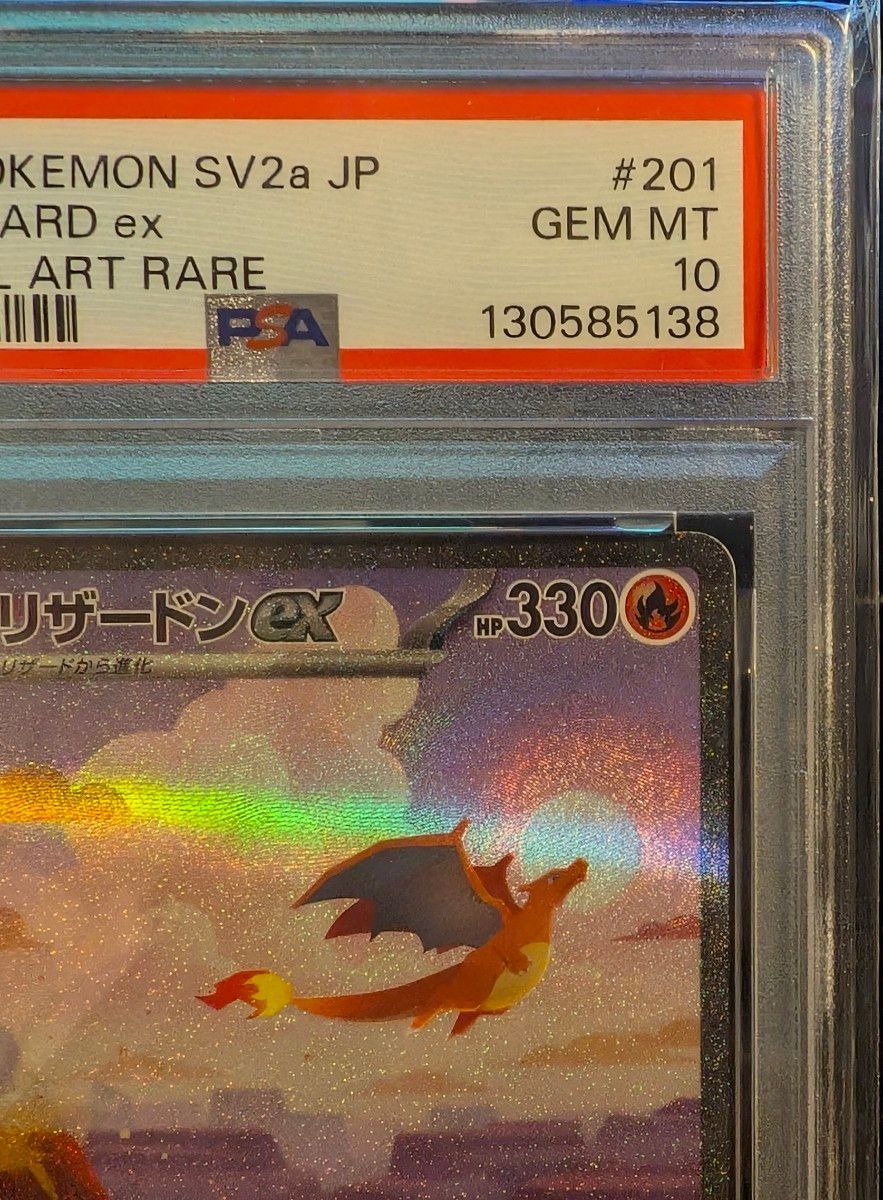 OKEMON SV2a JP #201
ARD ex GEM MT
L ART RARE 10
PSA 130585138
リザードンex HP330
リザードから進化